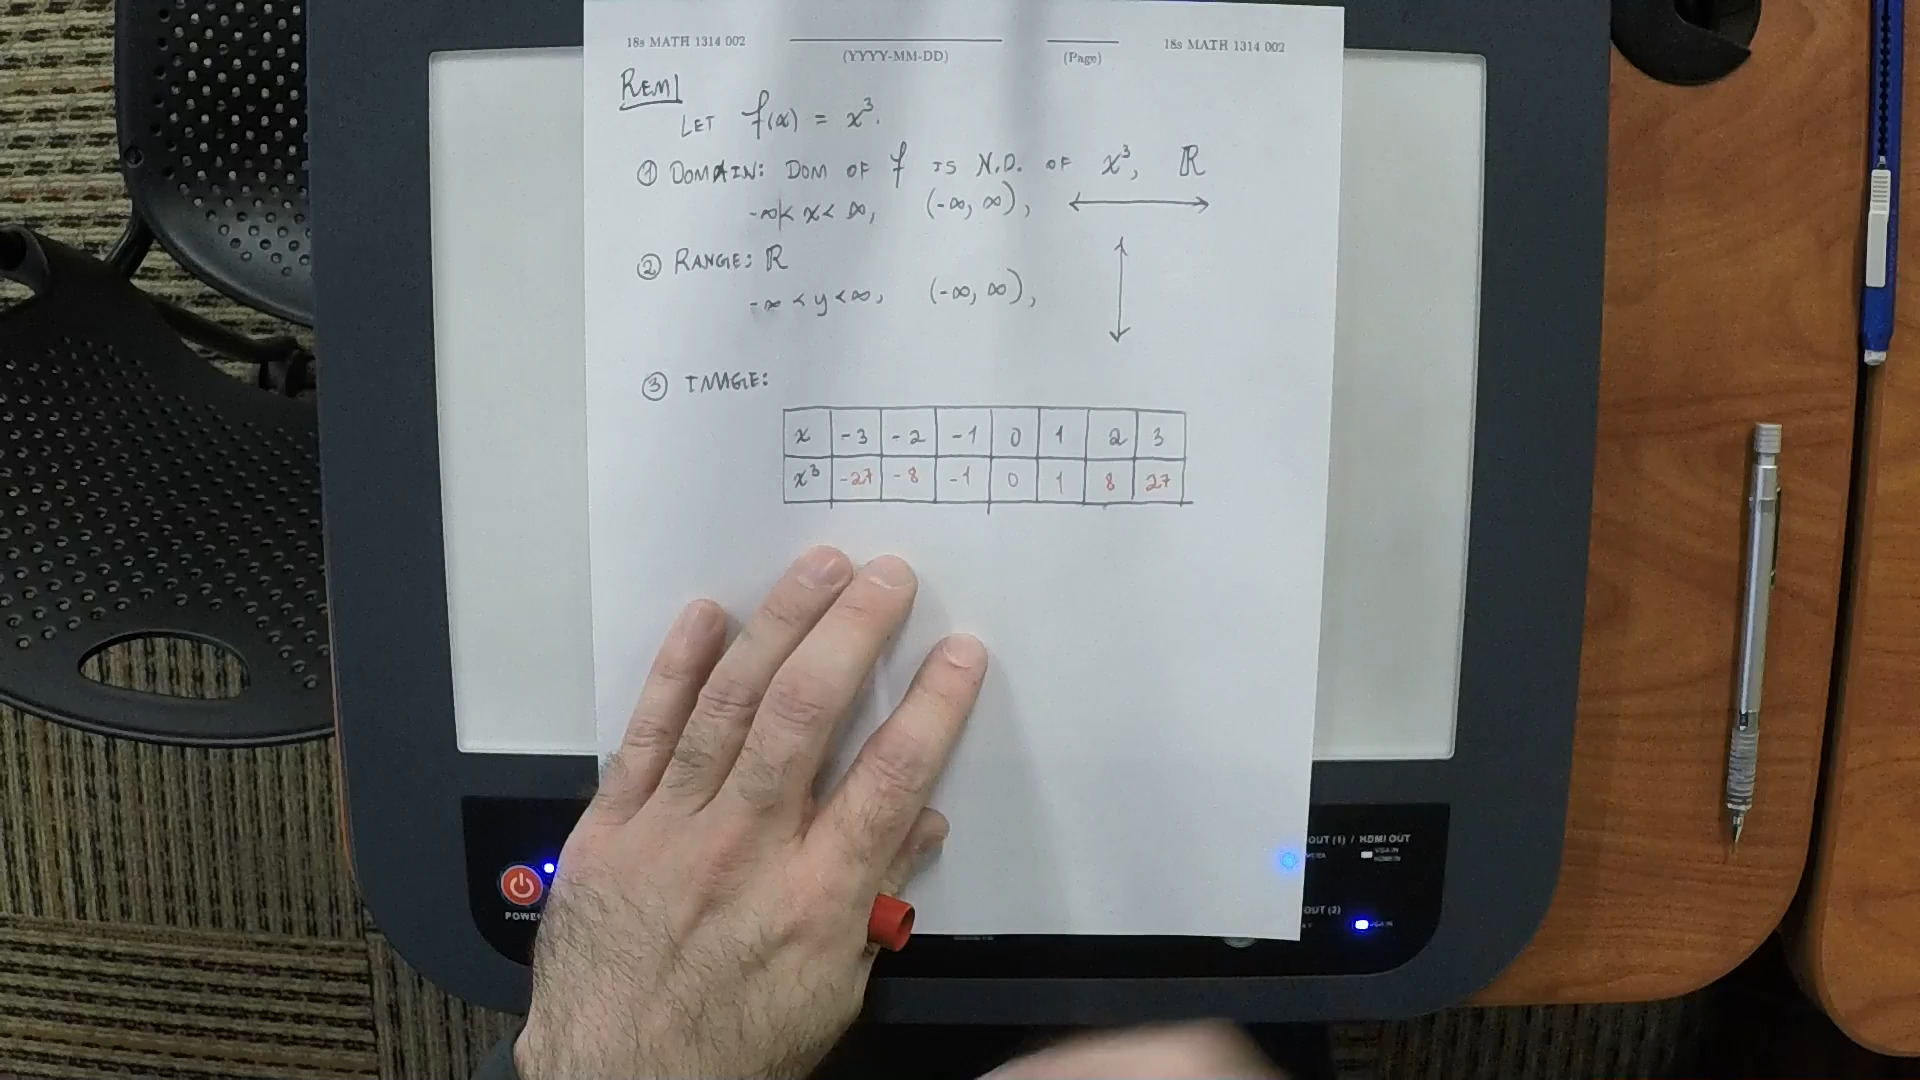 18s MATH 1314 002 (YYYY-MM-DD) (Page) 18s MATH 1314 002
REM
LET f(x) = x³.
① DOMAIN: DOM OF f IS N.D. OF x³, ℝ
-∞ < x < ∞, (-∞, ∞),
② RANGE: ℝ
-∞ < y < ∞, (-∞, ∞),
③ IMAGE:
x -3 -2 -1 0 1 2 3
x³ -27 -8 -1 0 1 8 27
OUT (1) / HDMI OUT
OUT (2)
POWE